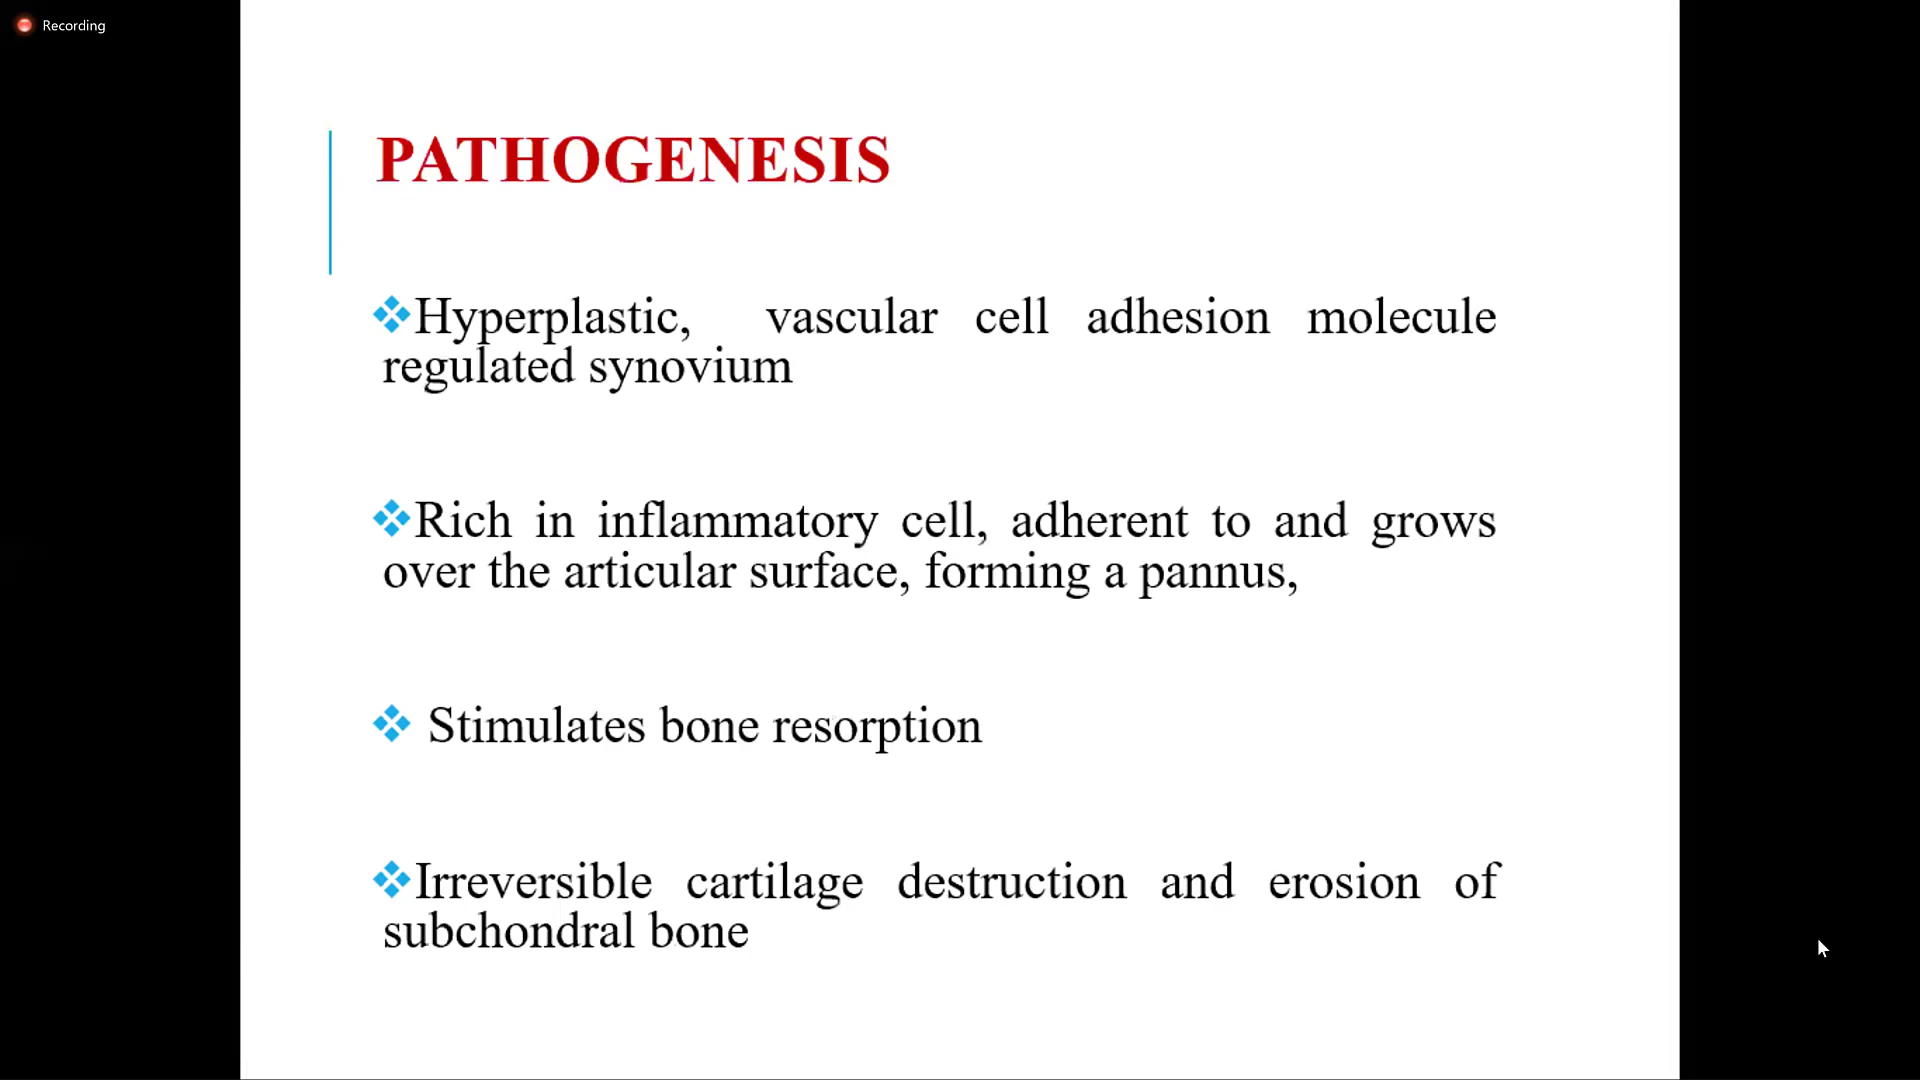 Recording
PATHOGENESIS
❖Hyperplastic, vascular cell adhesion molecule
regulated synovium
❖Rich in inflammatory cell, adherent to and grows
over the articular surface, forming a pannus,
❖ Stimulates bone resorption
❖Irreversible cartilage destruction and erosion of
subchondral bone